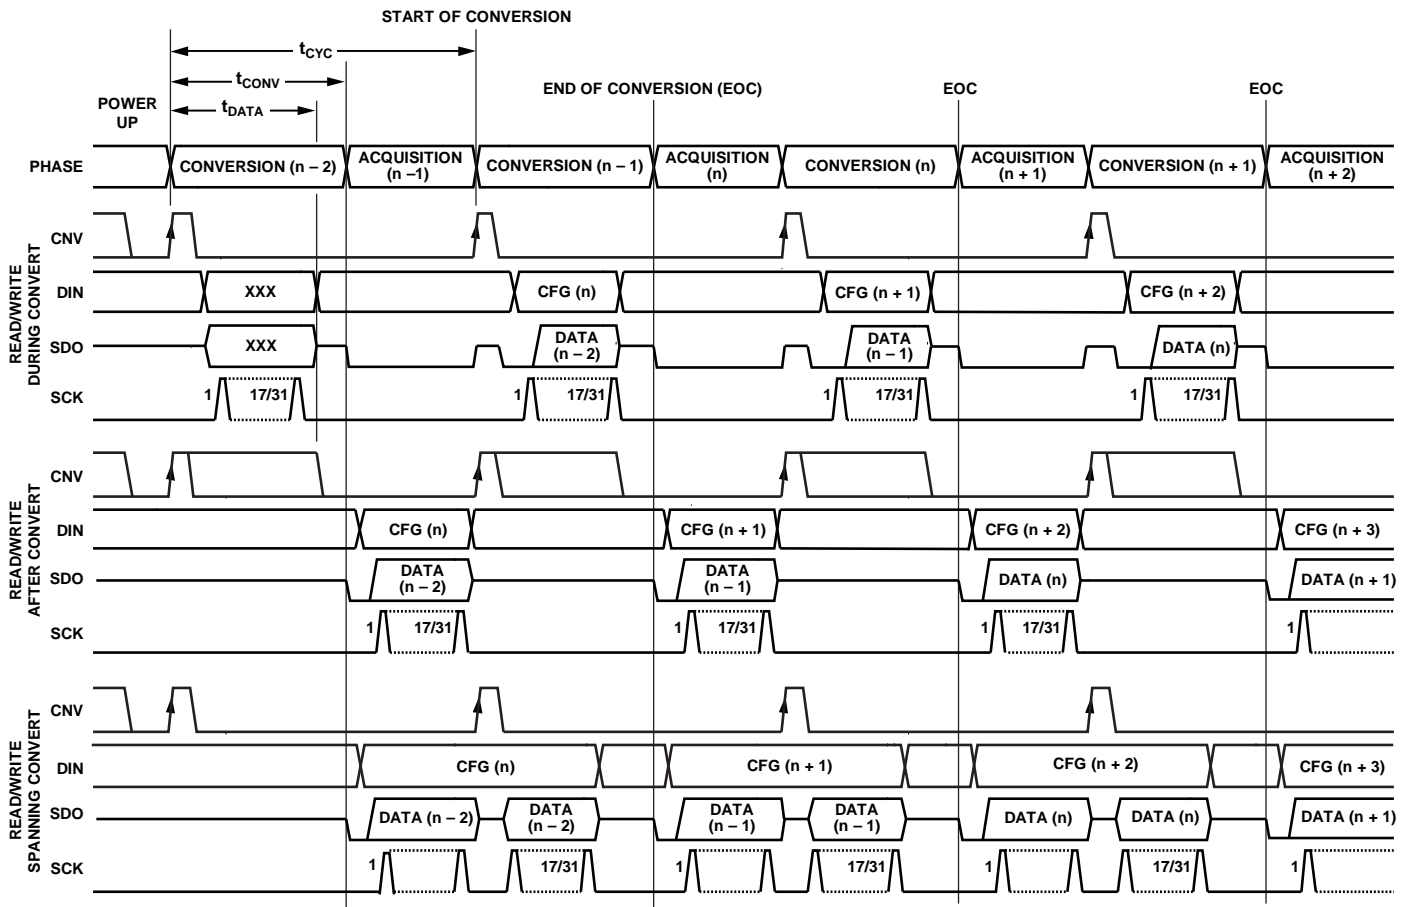 START OF CONVERSION
tCYC
tCONV
END OF CONVERSION (EOC)
EOC
EOC
POWER
UP
tDATA
PHASE
CONVERSION (n – 2)
ACQUISITION
(n –1)
CONVERSION (n – 1)
ACQUISITION
(n)
CONVERSION (n)
ACQUISITION
(n + 1)
CONVERSION (n + 1)
ACQUISITION
(n + 2)
READ/WRITE
DURING CONVERT
CNV
DIN
XXX
CFG (n)
CFG (n + 1)
CFG (n + 2)
SDO
XXX
DATA
(n – 2)
DATA
(n – 1)
DATA (n)
SCK
1
17/31
1
17/31
1
17/31
1
17/31
READ/WRITE
AFTER CONVERT
CNV
DIN
CFG (n)
CFG (n + 1)
CFG (n + 2)
CFG (n + 3)
SDO
DATA
(n – 2)
DATA
(n – 1)
DATA (n)
DATA (n + 1)
SCK
1
17/31
1
17/31
1
17/31
1
READ/WRITE
SPANNING CONVERT
CNV
DIN
CFG (n)
CFG (n + 1)
CFG (n + 2)
CFG (n + 3)
SDO
DATA (n – 2)
DATA
(n – 2)
DATA
(n – 1)
DATA
(n – 1)
DATA (n)
DATA (n)
DATA (n + 1)
SCK
1
17/31
1
17/31
1
17/31
1